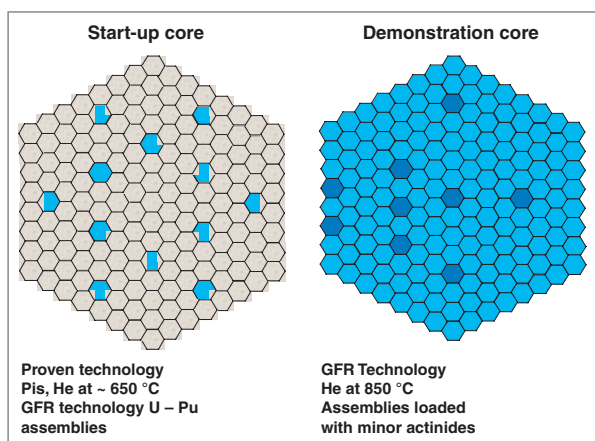 Start-up core
Demonstration core
Proven technology
Pis, He at ~ 650 °C
GFR technology U – Pu
assemblies
GFR Technology
He at 850 °C
Assemblies loaded
with minor actinides